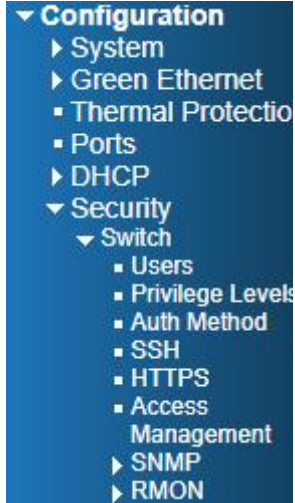 Configuration
System
Green Ethernet
Thermal Protectio
Ports
DHCP
Security
Switch
Users
Privilege Levels
Auth Method
SSH
HTTPS
Access
Management
SNMP
RMON